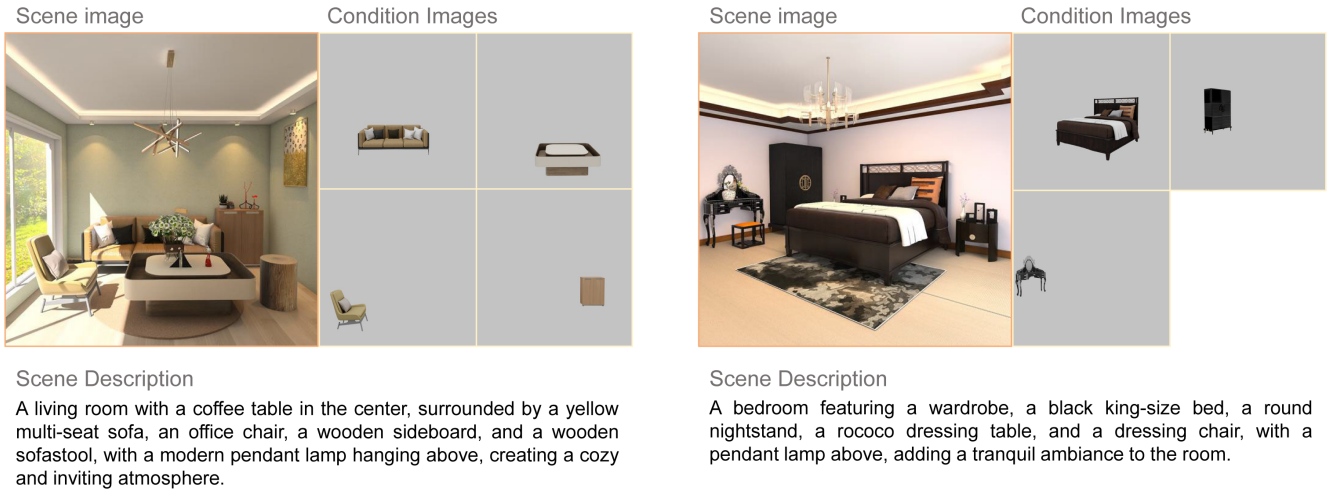 Scene image
Condition Images
Scene Description
A living room with a coffee table in the center, surrounded by a yellow
multi-seat sofa, an office chair, a wooden sideboard, and a wooden
sofastool, with a modern pendant lamp hanging above, creating a cozy
and inviting atmosphere.
Scene image
Condition Images
Scene Description
A bedroom featuring a wardrobe, a black king-size bed, a round
nightstand, a rococo dressing table, and a dressing chair, with a
pendant lamp above, adding a tranquil ambiance to the room.